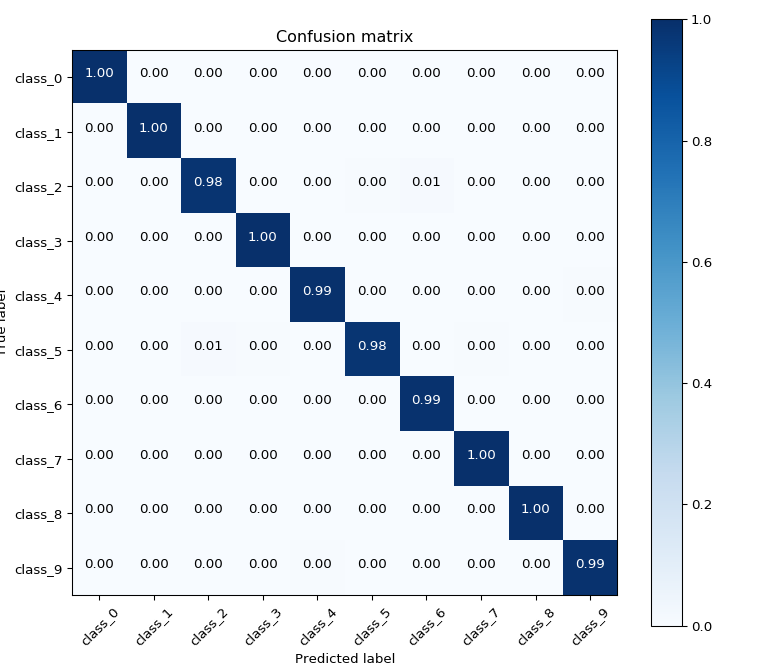 Confusion matrix
class_0 1.00 0.00 0.00 0.00 0.00 0.00 0.00 0.00 0.00 0.00
class_1 0.00 1.00 0.00 0.00 0.00 0.00 0.00 0.00 0.00 0.00
class_2 0.00 0.00 0.98 0.00 0.00 0.00 0.01 0.00 0.00 0.00
class_3 0.00 0.00 0.00 1.00 0.00 0.00 0.00 0.00 0.00 0.00
class_4 0.00 0.00 0.00 0.00 0.99 0.00 0.00 0.00 0.00 0.00
class_5 0.00 0.00 0.01 0.00 0.00 0.98 0.00 0.00 0.00 0.00
class_6 0.00 0.00 0.00 0.00 0.00 0.00 0.99 0.00 0.00 0.00
class_7 0.00 0.00 0.00 0.00 0.00 0.00 0.00 1.00 0.00 0.00
class_8 0.00 0.00 0.00 0.00 0.00 0.00 0.00 0.00 1.00 0.00
class_9 0.00 0.00 0.00 0.00 0.00 0.00 0.00 0.00 0.00 0.99
class_0 class_1 class_2 class_3 class_4 class_5 class_6 class_7 class_8 class_9
Predicted label
True label
1.0
0.8
0.6
0.4
0.2
0.0